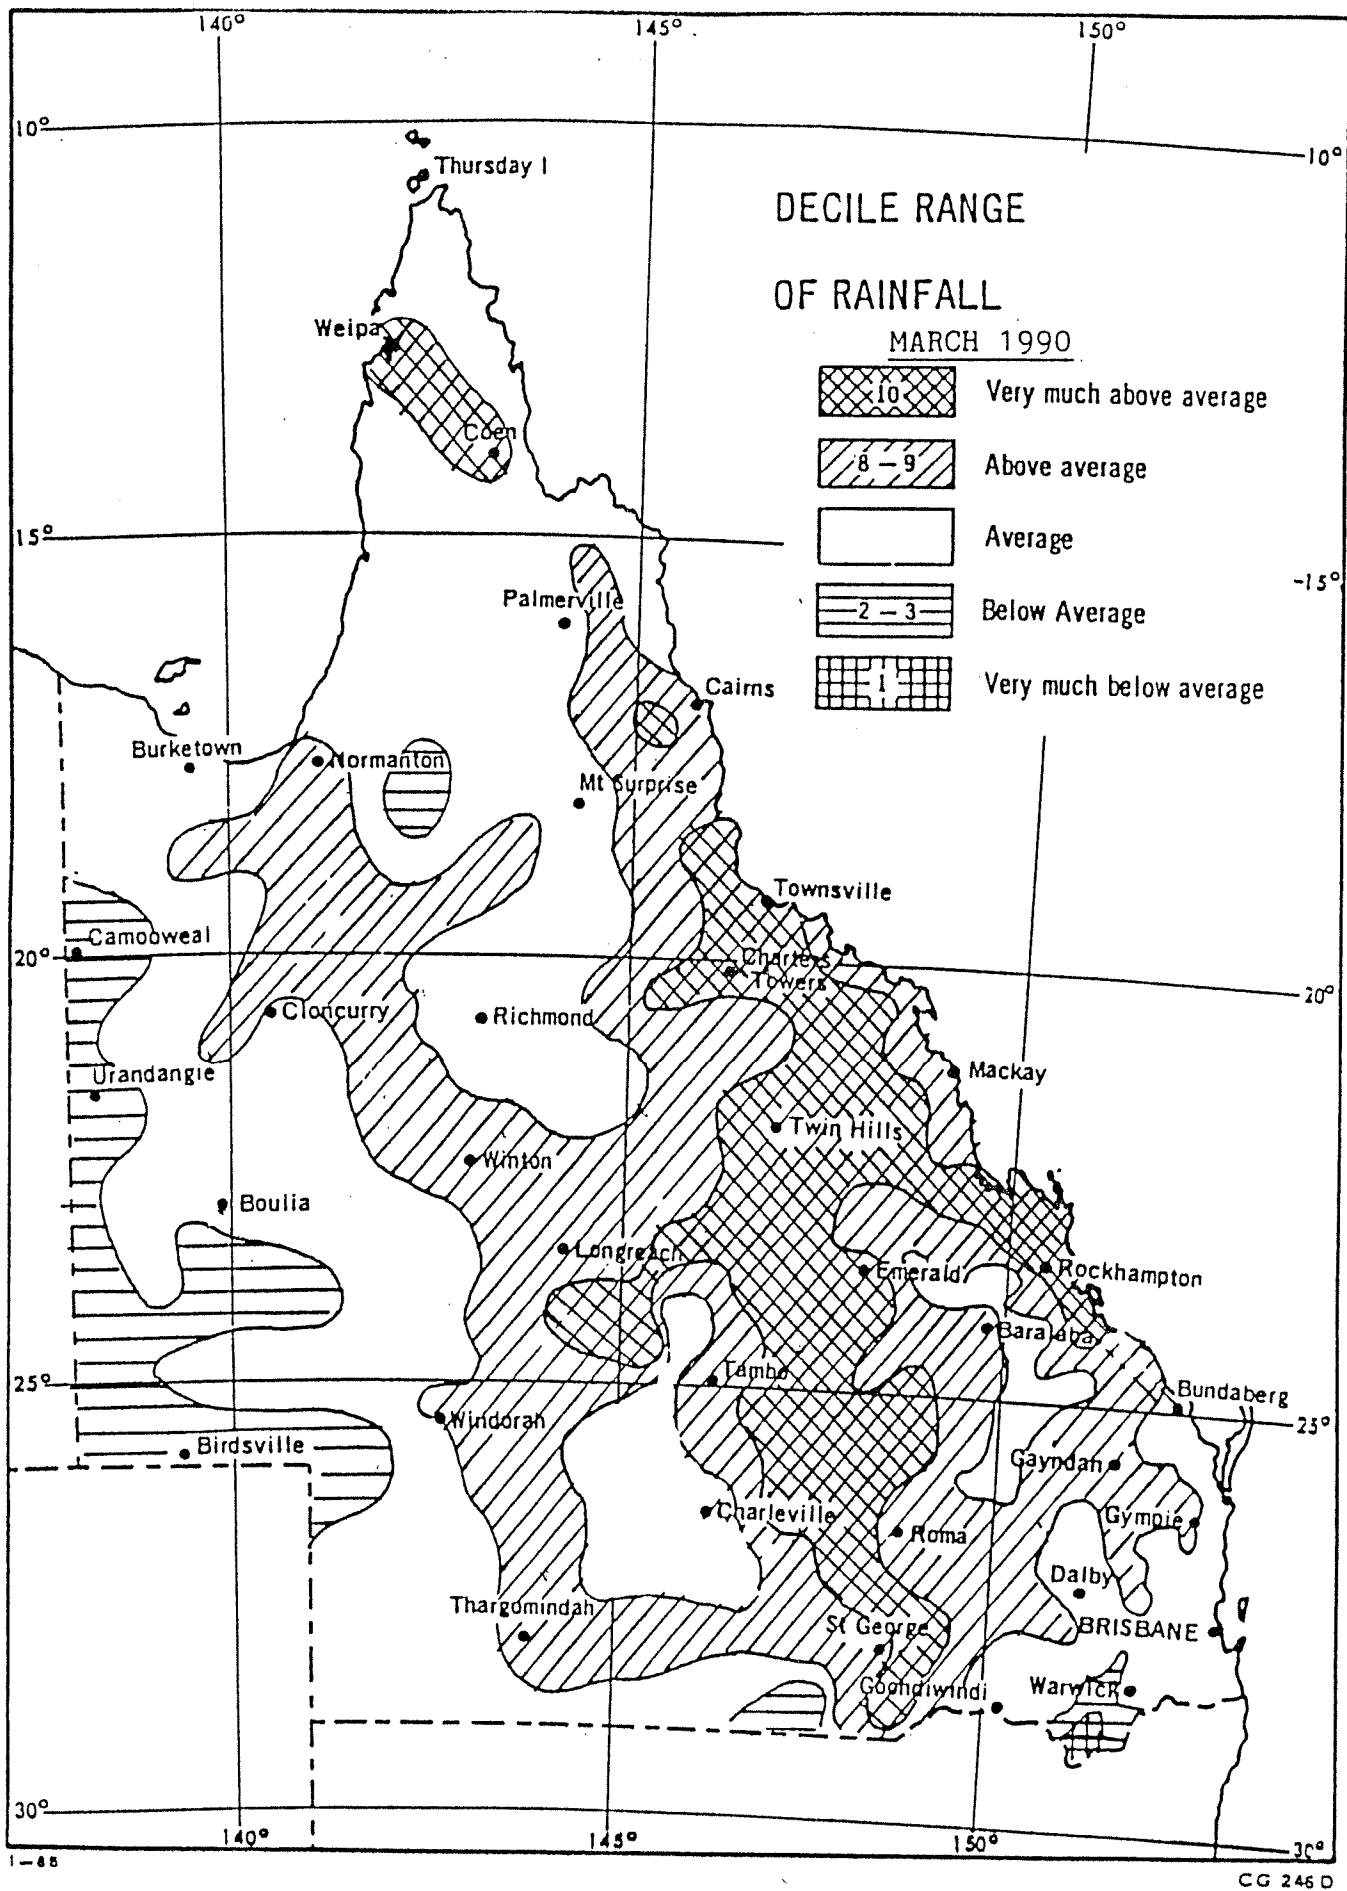 140°
145°
150°
10°
10°
Thursday I
DECILE RANGE
OF RAINFALL
MARCH 1990
Weipa
10
Very much above average
Coen
8 – 9
Above average
15°
Average
-15°
Palmerville
2 – 3
Below Average
1
Very much below average
Cairns
Burketown
Normanton
Mt Surprise
Townsville
Camooweal
20°
Charters
Towers
20°
Cloncurry
Richmond
Urandangie
Mackay
Twin Hills
Winton
Boulia
Longreach
Emerald
Rockhampton
Baralaba
25°
Tambo
Bundaberg
Windorah
25°
Birdsville
Gayndah
Charleville
Roma
Gympie
Dalby
Thargomindah
St George
BRISBANE
Goondiwindi
Warwick
30°
140°
145°
150°
30°
1–88
CG 246 D